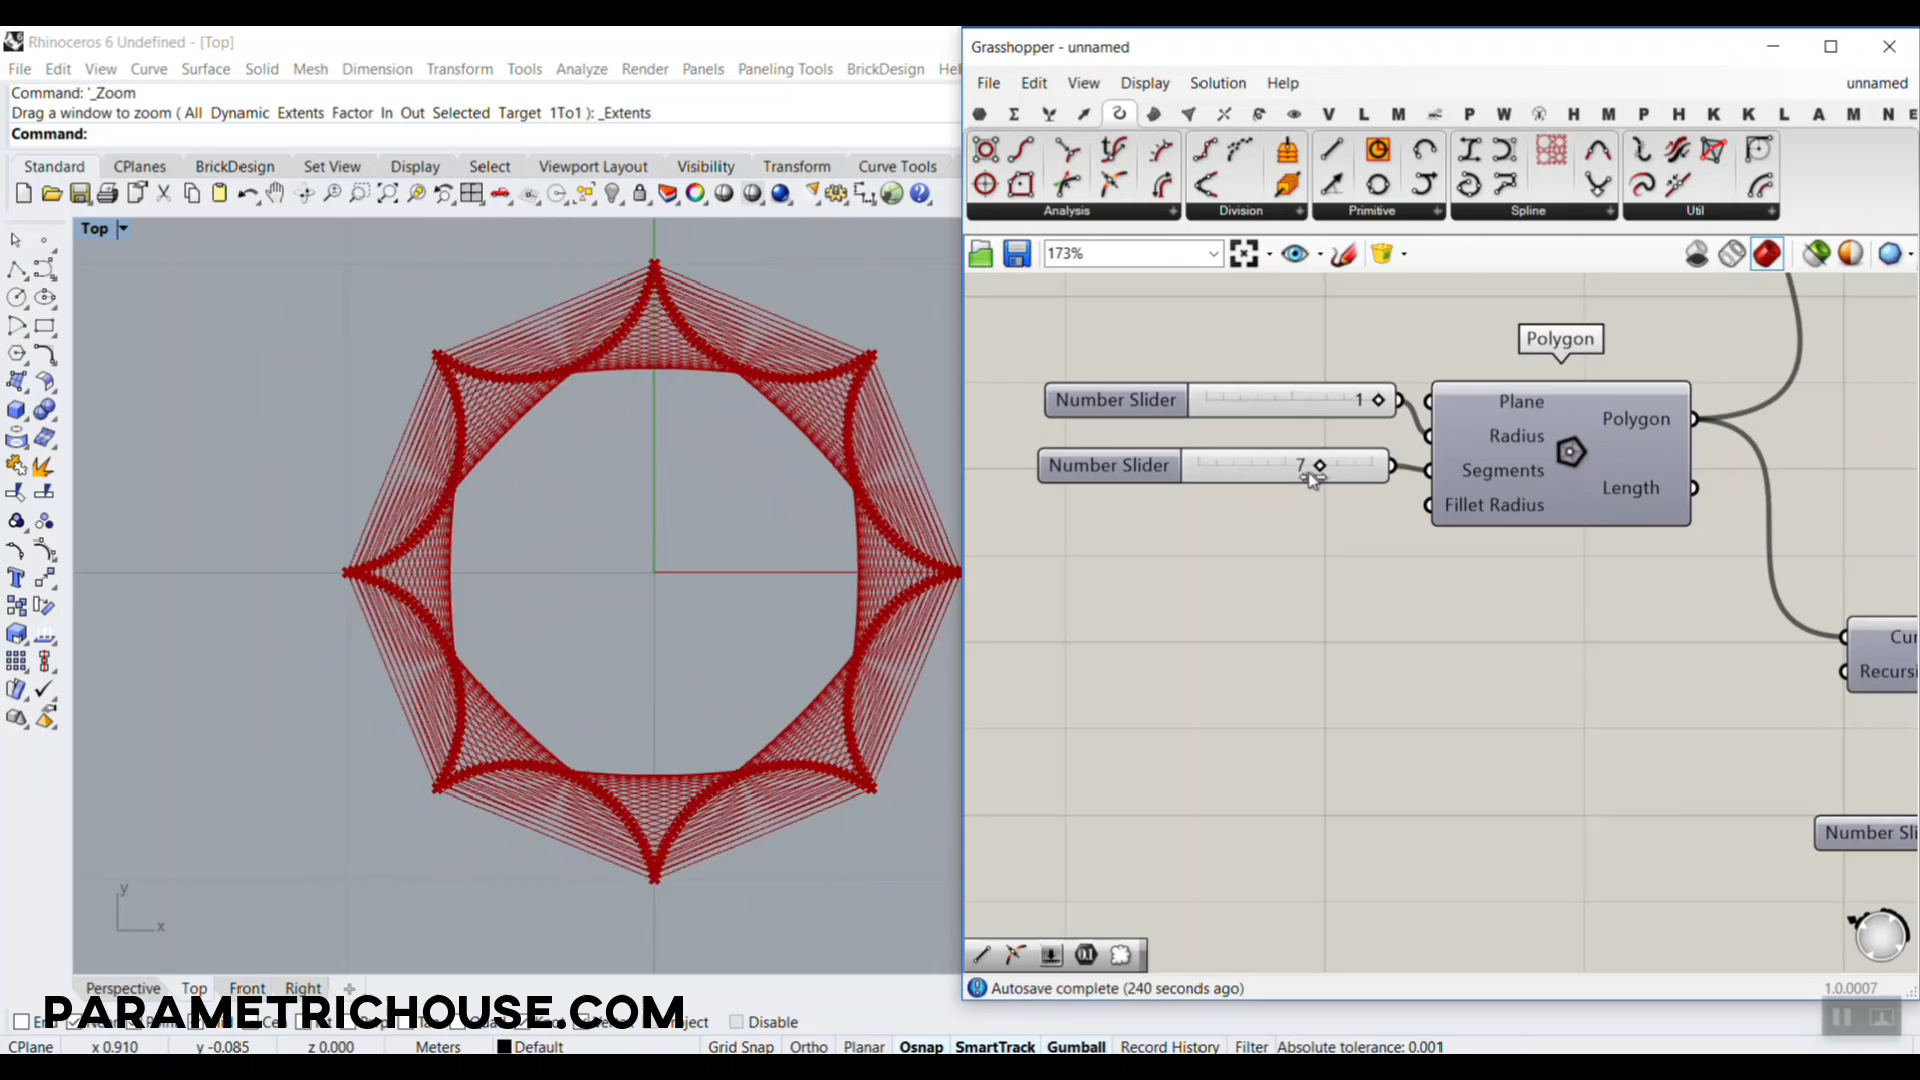 Rhinoceros 6 Undefined - [Top]
File Edit View Curve Surface Solid Mesh Dimension Transform Tools Analyze Render Panels Paneling Tools BrickDesign Hel
Command: '_Zoom
Drag a window to zoom ( All Dynamic Extents Factor In Out Selected Target 1To1 ): _Extents
Command:
Standard CPlanes BrickDesign Set View Display Select Viewport Layout Visibility Transform Curve Tools
Top
y
x
Perspective Top Front Right
PARAMETRICHOUSE.COM
Disable
CPlane x 0.910 y -0.085 z 0.000 Meters Default Grid Snap Ortho Planar Osnap SmartTrack Gumball Record History Filter Absolute tolerance: 0.001
Grasshopper - unnamed
File Edit View Display Solution Help unnamed
V L M P W H M P H K K L A M N E
Analysis Division Primitive Spline Util
173%
Polygon
Number Slider 1
Number Slider 7
Plane
Radius
Segments
Fillet Radius
Polygon
Length
Cur
Recursi
Number Sli
Autosave complete (240 seconds ago) 1.0.0007